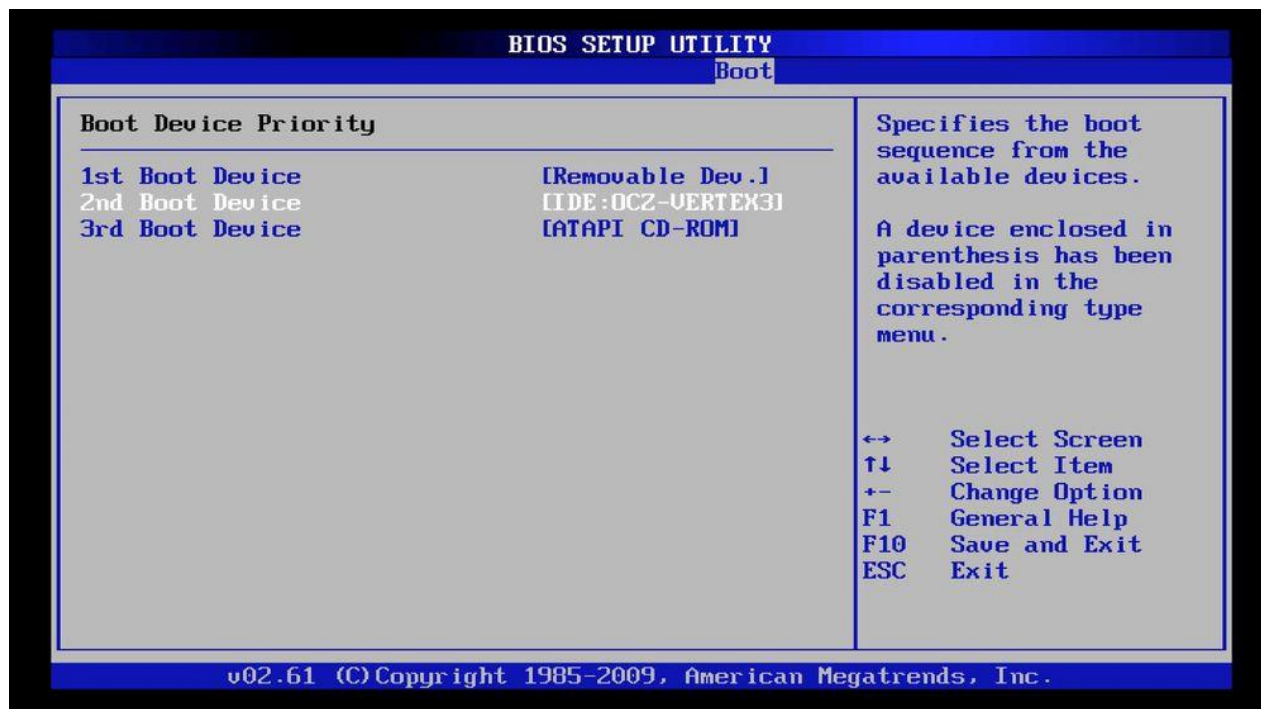 BIOS SETUP UTILITY
Boot
Boot Device Priority
1st Boot Device [Removable Dev.]
2nd Boot Device [IDE:OCZ-VERTEX3]
3rd Boot Device [ATAPI CD-ROM]
Specifies the boot
sequence from the
available devices.
A device enclosed in
parenthesis has been
disabled in the
corresponding type
menu.
←→ Select Screen
↑↓ Select Item
+- Change Option
F1 General Help
F10 Save and Exit
ESC Exit
v02.61 (C)Copyright 1985-2009, American Megatrends, Inc.